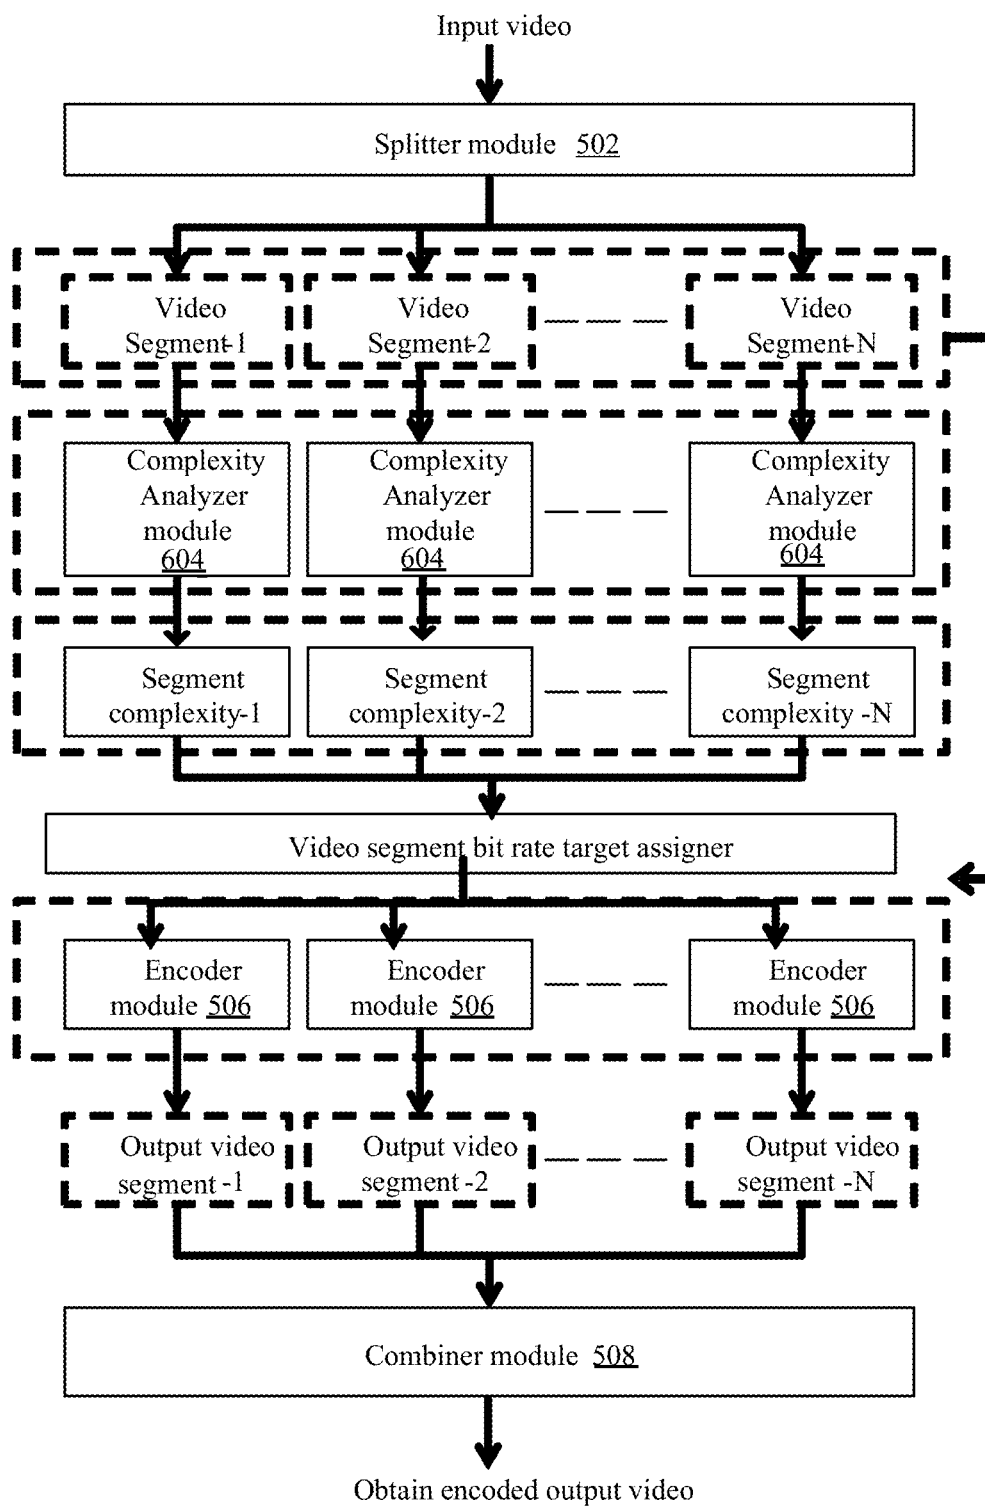 Input video
Splitter module 502
Video
Segment-1
Video
Segment-2
Video
Segment-N
Complexity
Analyzer
module
604
Complexity
Analyzer
module
604
Complexity
Analyzer
module
604
Segment
complexity-1
Segment
complexity-2
Segment
complexity -N
Video segment bit rate target assigner
Encoder
module 506
Encoder
module 506
Encoder
module 506
Output video
segment -1
Output video
segment -2
Output video
segment -N
Combiner module 508
Obtain encoded output video